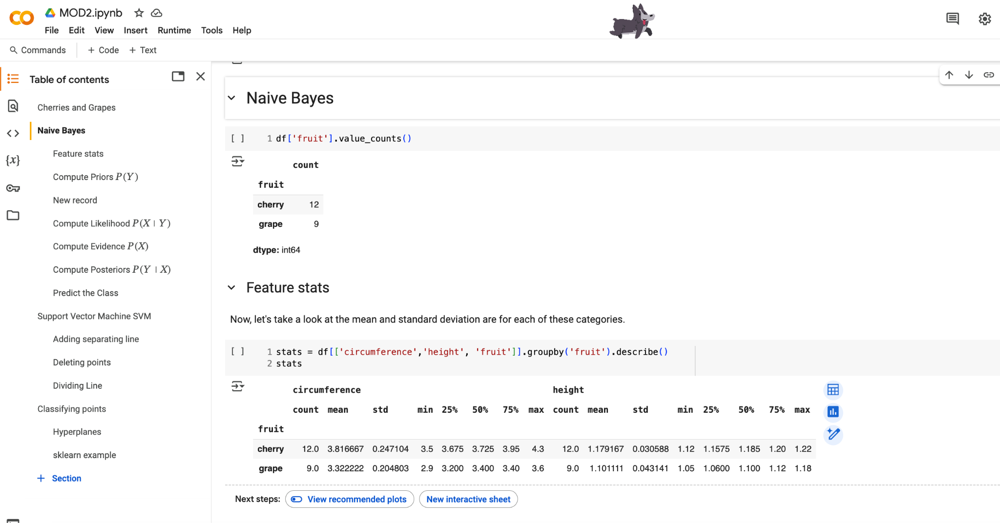 MOD2.ipynb
File Edit View Insert Runtime Tools Help
Commands + Code + Text
Table of contents
Cherries and Grapes
Naive Bayes
Feature stats
Compute Priors P(Y)
New record
Compute Likelihood P(X | Y)
Compute Evidence P(X)
Compute Posteriors P(Y | X)
Predict the Class
Support Vector Machine SVM
Adding separating line
Deleting points
Dividing Line
Classifying points
Hyperplanes
sklearn example
+ Section
Naive Bayes
[ ] 1 df['fruit'].value_counts()
count
fruit
cherry 12
grape 9
dtype: int64
Feature stats
Now, let's take a look at the mean and standard deviation are for each of these categories.
[ ] 1 stats = df[['circumference','height', 'fruit']].groupby('fruit').describe()
2 stats
circumference height
count mean std min 25% 50% 75% max count mean std min 25% 50% 75% max
fruit
cherry 12.0 3.816667 0.247104 3.5 3.675 3.725 3.95 4.3 12.0 1.179167 0.030588 1.12 1.1575 1.185 1.20 1.22
grape 9.0 3.322222 0.204803 2.9 3.200 3.400 3.40 3.6 9.0 1.101111 0.043141 1.05 1.0600 1.100 1.12 1.18
Next steps: View recommended plots New interactive sheet